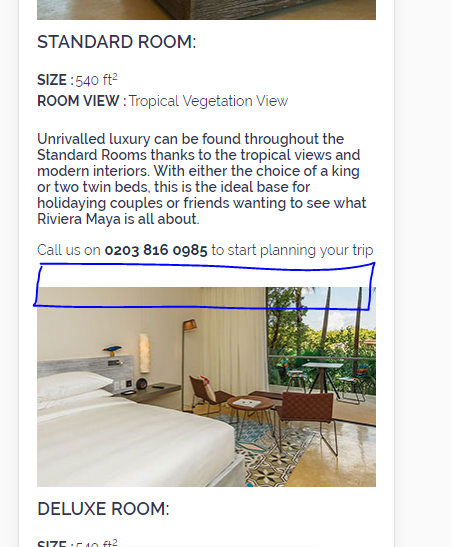 STANDARD ROOM:
SIZE : 540 ft²
ROOM VIEW : Tropical Vegetation View
Unrivalled luxury can be found throughout the
Standard Rooms thanks to the tropical views and
modern interiors. With either the choice of a king
or two twin beds, this is the ideal base for
holidaying couples or friends wanting to see what
Riviera Maya is all about.
Call us on 0203 816 0985 to start planning your trip
DELUXE ROOM:
SIZE : 540 ft²